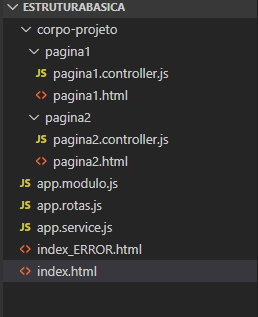 ESTRUTURABASICA
corpo-projeto
pagina1
JS pagina1.controller.js
<> pagina1.html
pagina2
JS pagina2.controller.js
<> pagina2.html
JS app.modulo.js
JS app.rotas.js
JS app.service.js
<> index_ERROR.html
<> index.html